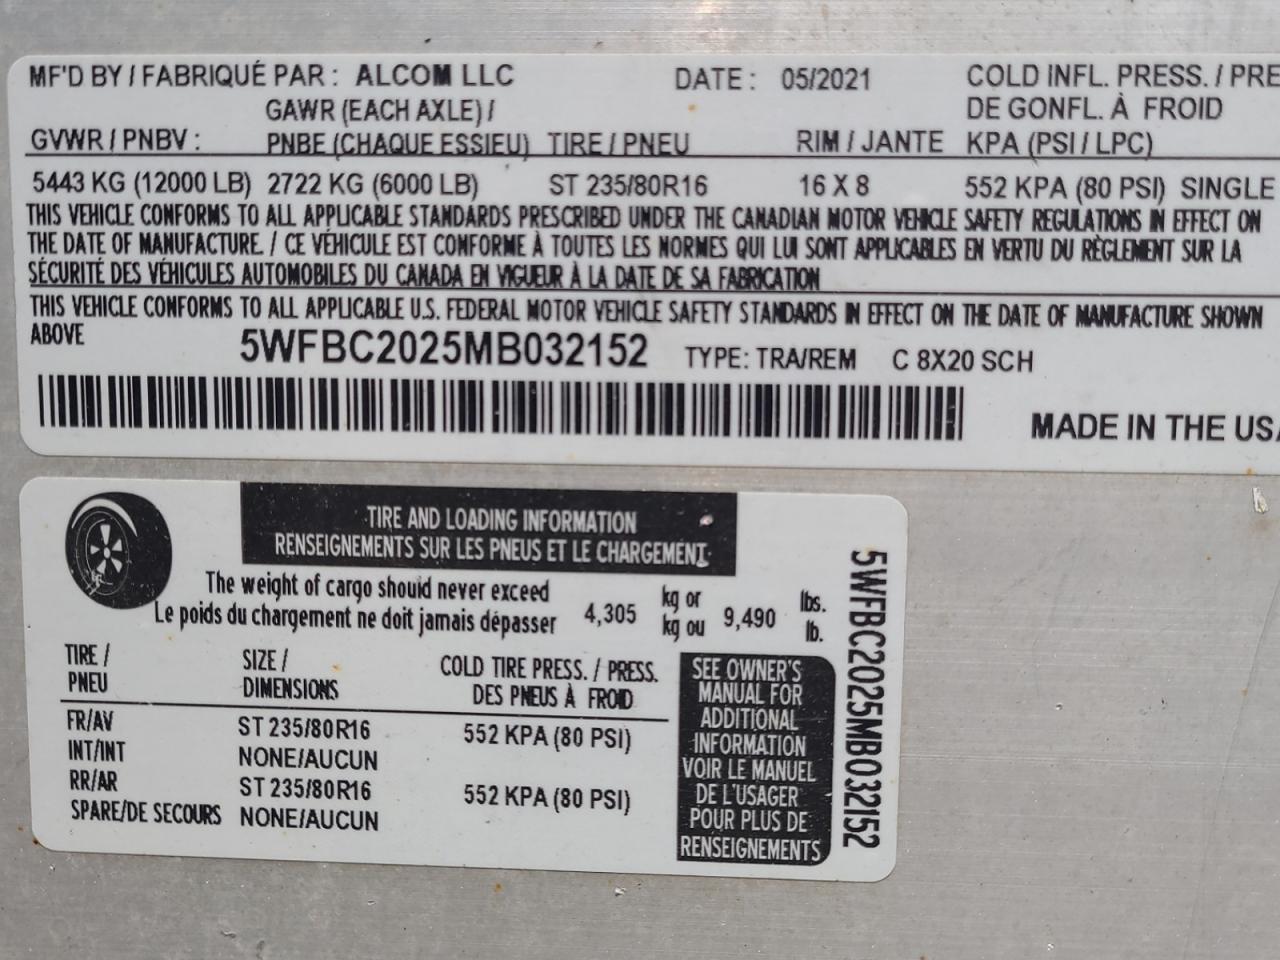 MF'D BY / FABRIQUÉ PAR : ALCOM LLC DATE : 05/2021 COLD INFL. PRESS. / PRE
GAWR (EACH AXLE) / DE GONFL. À FROID
GVWR / PNBV : PNBE (CHAQUE ESSIEU) TIRE / PNEU RIM / JANTE KPA (PSI / LPC)
5443 KG (12000 LB) 2722 KG (6000 LB) ST 235/80R16 16 X 8 552 KPA (80 PSI) SINGLE
THIS VEHICLE CONFORMS TO ALL APPLICABLE STANDARDS PRESCRIBED UNDER THE CANADIAN MOTOR VEHICLE SAFETY REGULATIONS IN EFFECT ON
THE DATE OF MANUFACTURE. / CE VÉHICULE EST CONFORME À TOUTES LES NORMES QUI LUI SONT APPLICABLES EN VERTU DU RÈGLEMENT SUR LA
SÉCURITÉ DES VÉHICULES AUTOMOBILES DU CANADA EN VIGUEUR À LA DATE DE SA FABRICATION
THIS VEHICLE CONFORMS TO ALL APPLICABLE U.S. FEDERAL MOTOR VEHICLE SAFETY STANDARDS IN EFFECT ON THE DATE OF MANUFACTURE SHOWN
ABOVE
5WFBC2025MB032152 TYPE: TRA/REM C 8X20 SCH
MADE IN THE USA
TIRE AND LOADING INFORMATION
RENSEIGNEMENTS SUR LES PNEUS ET LE CHARGEMENT
The weight of cargo should never exceed
Le poids du chargement ne doit jamais dépasser
4,305 kg or
kg ou 9,490 lbs.
lb.
TIRE /
PNEU
SIZE /
DIMENSIONS
COLD TIRE PRESS. / PRESS.
DES PNEUS À FROID
FR/AV ST 235/80R16 552 KPA (80 PSI)
INT/INT NONE/AUCUN
RR/AR ST 235/80R16 552 KPA (80 PSI)
SPARE/DE SECOURS NONE/AUCUN
SEE OWNER'S
MANUAL FOR
ADDITIONAL
INFORMATION
VOIR LE MANUEL
DE L'USAGER
POUR PLUS DE
RENSEIGNEMENTS
5WFBC2025MB032152